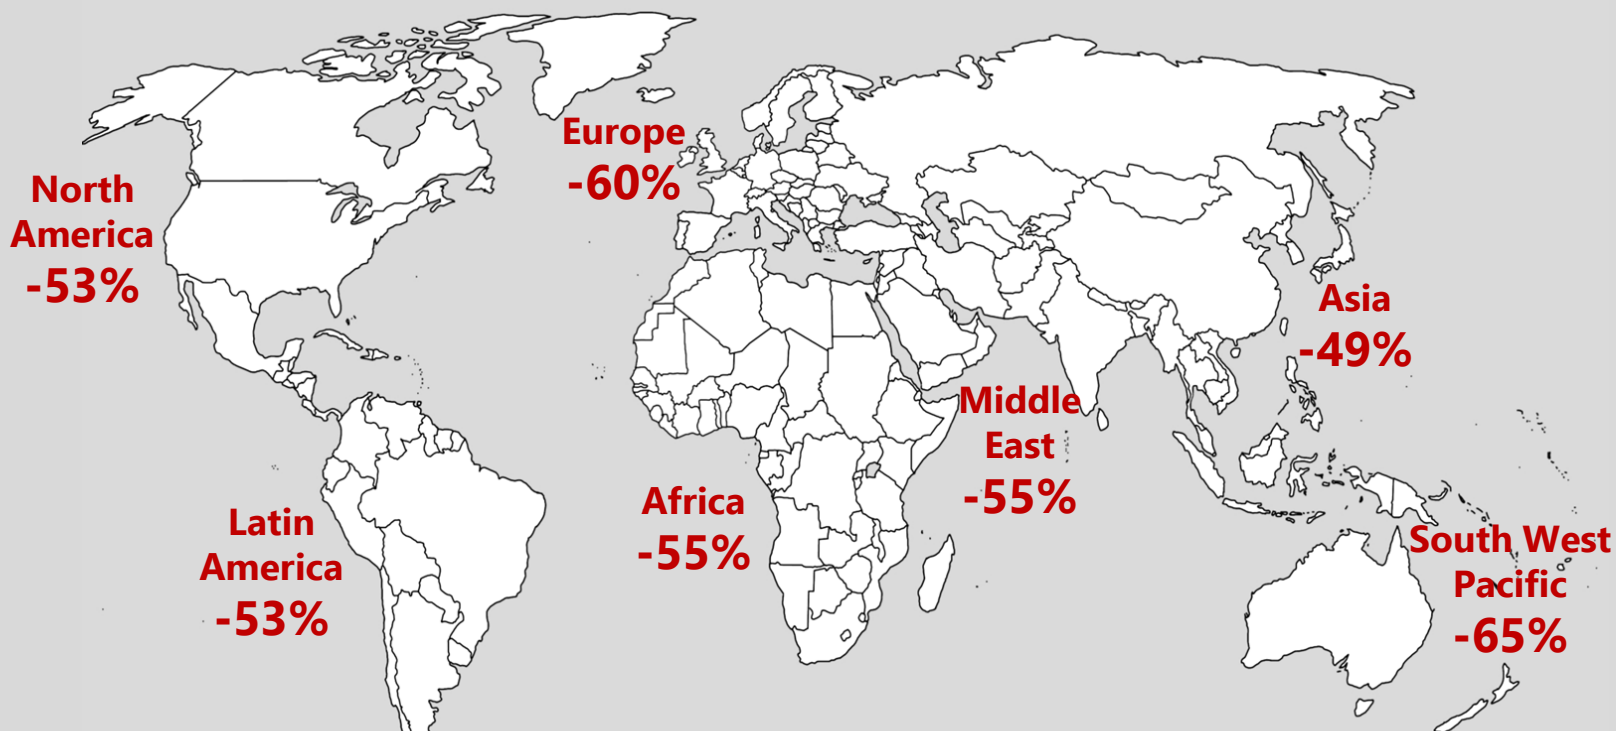 Europe
-60%
North
America
-53%
Asia
-49%
Middle
East
-55%
Africa
-55%
Latin
America
-53%
South West
Pacific
-65%